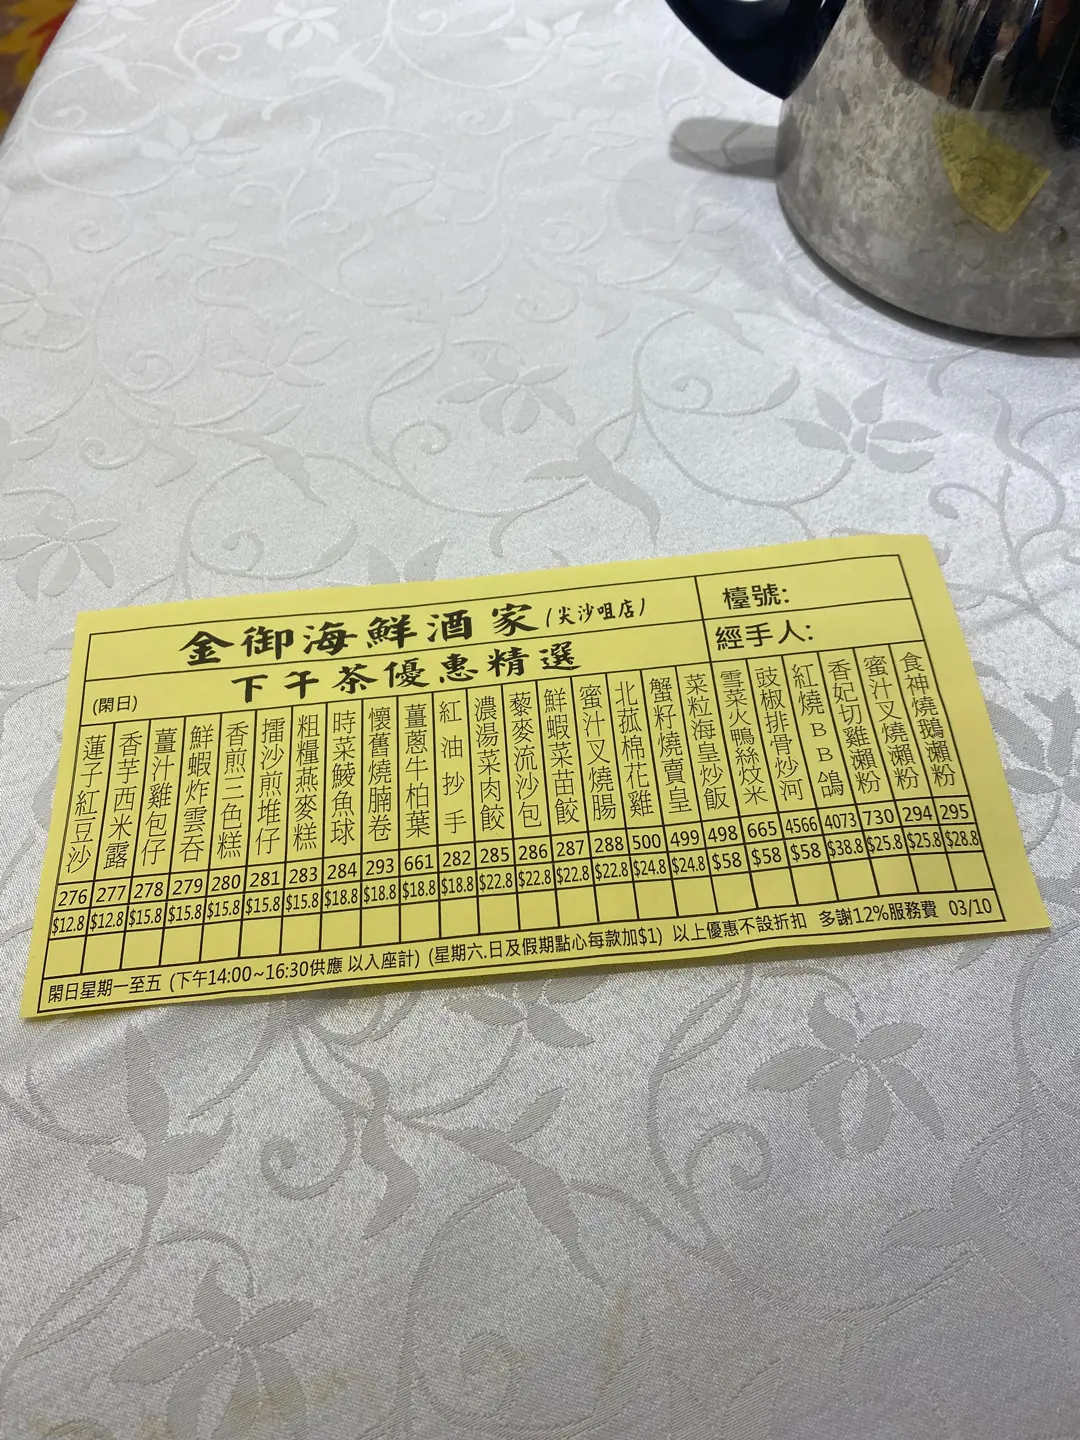 金御海鮮酒家(尖沙咀店)
檯號:
經手人:
下午茶優惠精選
(閑日)
蓮子紅豆沙
香芋西米露
薑汁雞包仔
鮮蝦炸雲吞
香煎三色糕
擂沙煎堆仔
粗糧燕麥糕
時菜鯪魚球
懷舊燒腩卷
薑蔥牛柏葉
紅油抄手
濃湯菜肉餃
藜麥流沙包
鮮蝦菜苗餃
蜜汁叉燒腸
北菰棉花雞
蟹籽燒賣皇
菜粒海皇炒飯
雪菜火鴨絲炆米
豉椒排骨炒河
紅燒BB鴿
香妃切雞瀨粉
蜜汁叉燒瀨粉
食神燒鵝瀨粉
276 277 278 279 280 281 283 284 293 661 282 285 286 287 288 500 499 498 665 4566 4073 730 294 295
$12.8 $12.8 $15.8 $15.8 $15.8 $15.8 $15.8 $18.8 $18.8 $18.8 $18.8 $22.8 $22.8 $22.8 $22.8 $24.8 $24.8 $58 $58 $58 $38.8 $25.8 $25.8 $28.8
閑日星期一至五 (下午14:00~16:30供應 以入座計) (星期六.日及假期點心每款加$1) 以上優惠不設折扣 多謝12%服務費 03/10